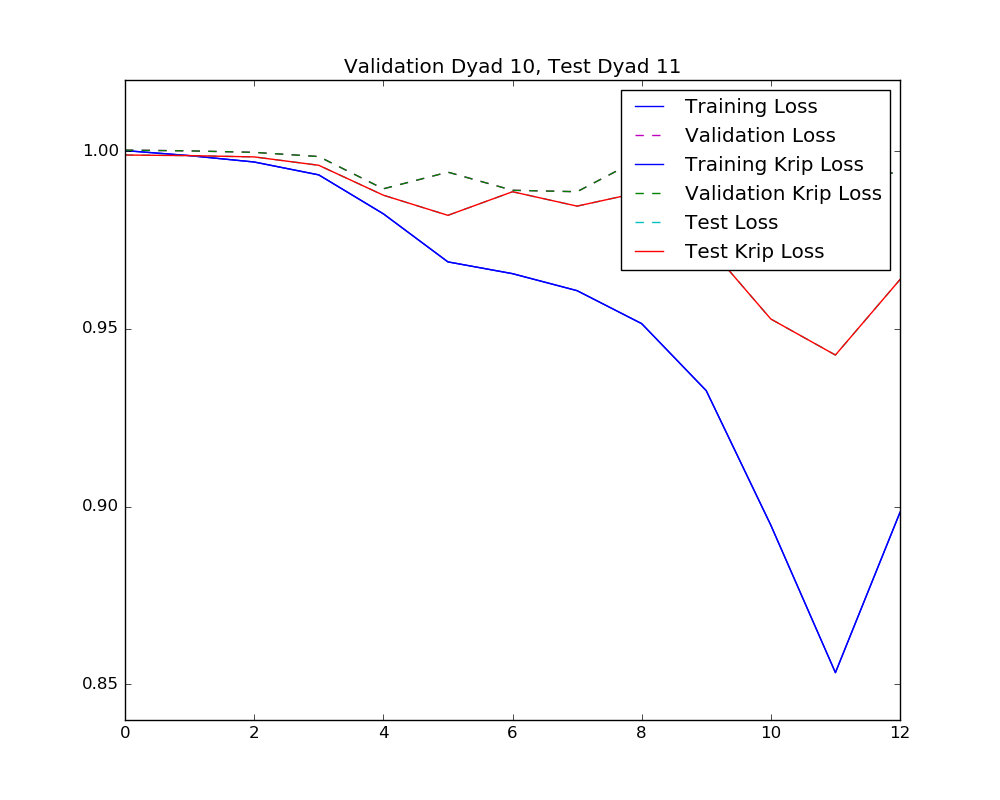 Validation Dyad 10, Test Dyad 11
Training Loss
Validation Loss
Training Krip Loss
Validation Krip Loss
Test Loss
Test Krip Loss
1.00
0.95
0.90
0.85
0 2 4 6 8 10 12